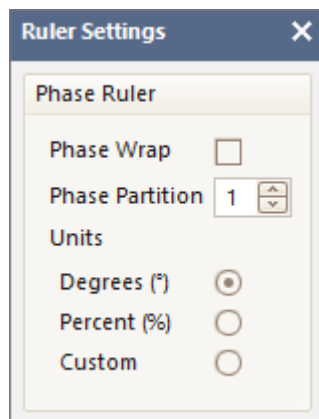 Ruler Settings
Phase Ruler
Phase Wrap
Phase Partition 1
Units
Degrees (°)
Percent (%)
Custom